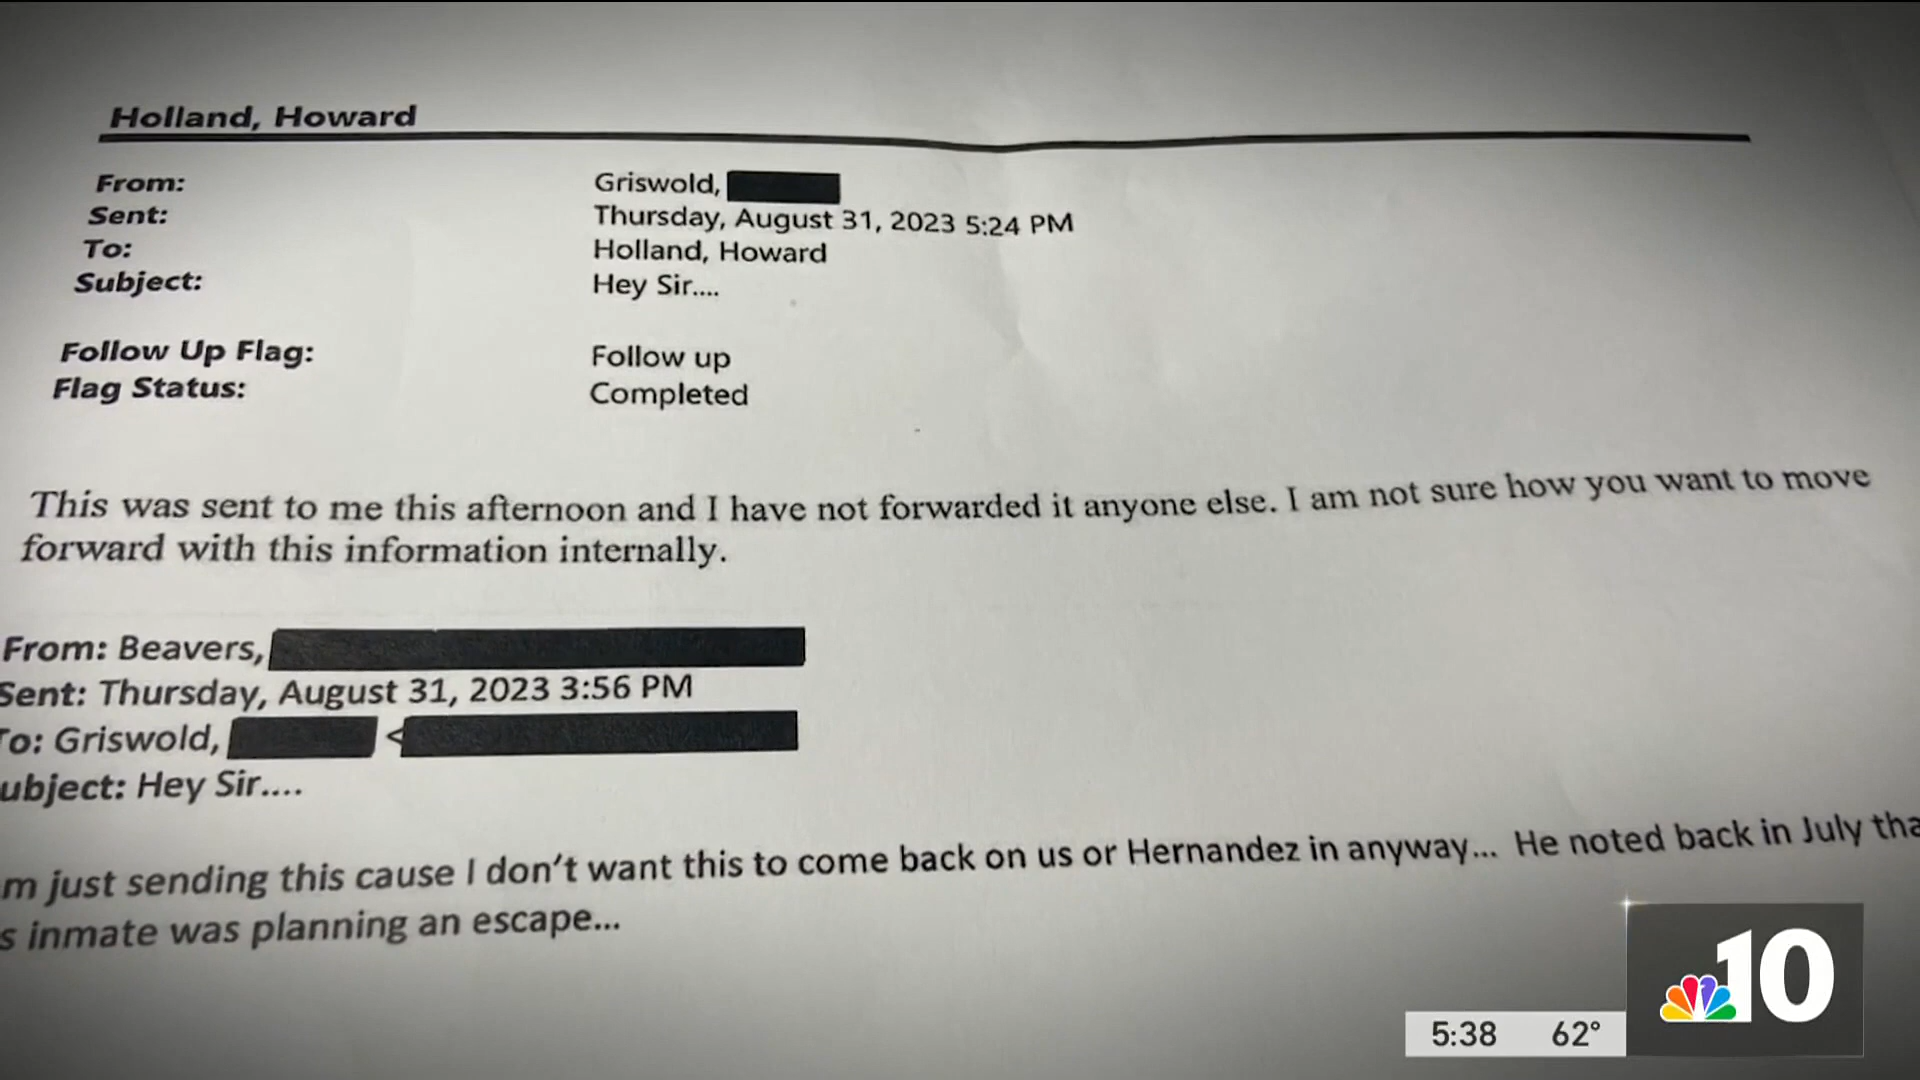 Holland, Howard
From: Griswold,
Sent: Thursday, August 31, 2023 5:24 PM
To: Holland, Howard
Subject: Hey Sir....
Follow Up Flag: Follow up
Flag Status: Completed
This was sent to me this afternoon and I have not forwarded it anyone else. I am not sure how you want to move
forward with this information internally.
From: Beavers,
Sent: Thursday, August 31, 2023 3:56 PM
To: Griswold, <
ubject: Hey Sir....
m just sending this cause I don't want this to come back on us or Hernandez in anyway... He noted back in July tha
s inmate was planning an escape...
10
5:38 62°